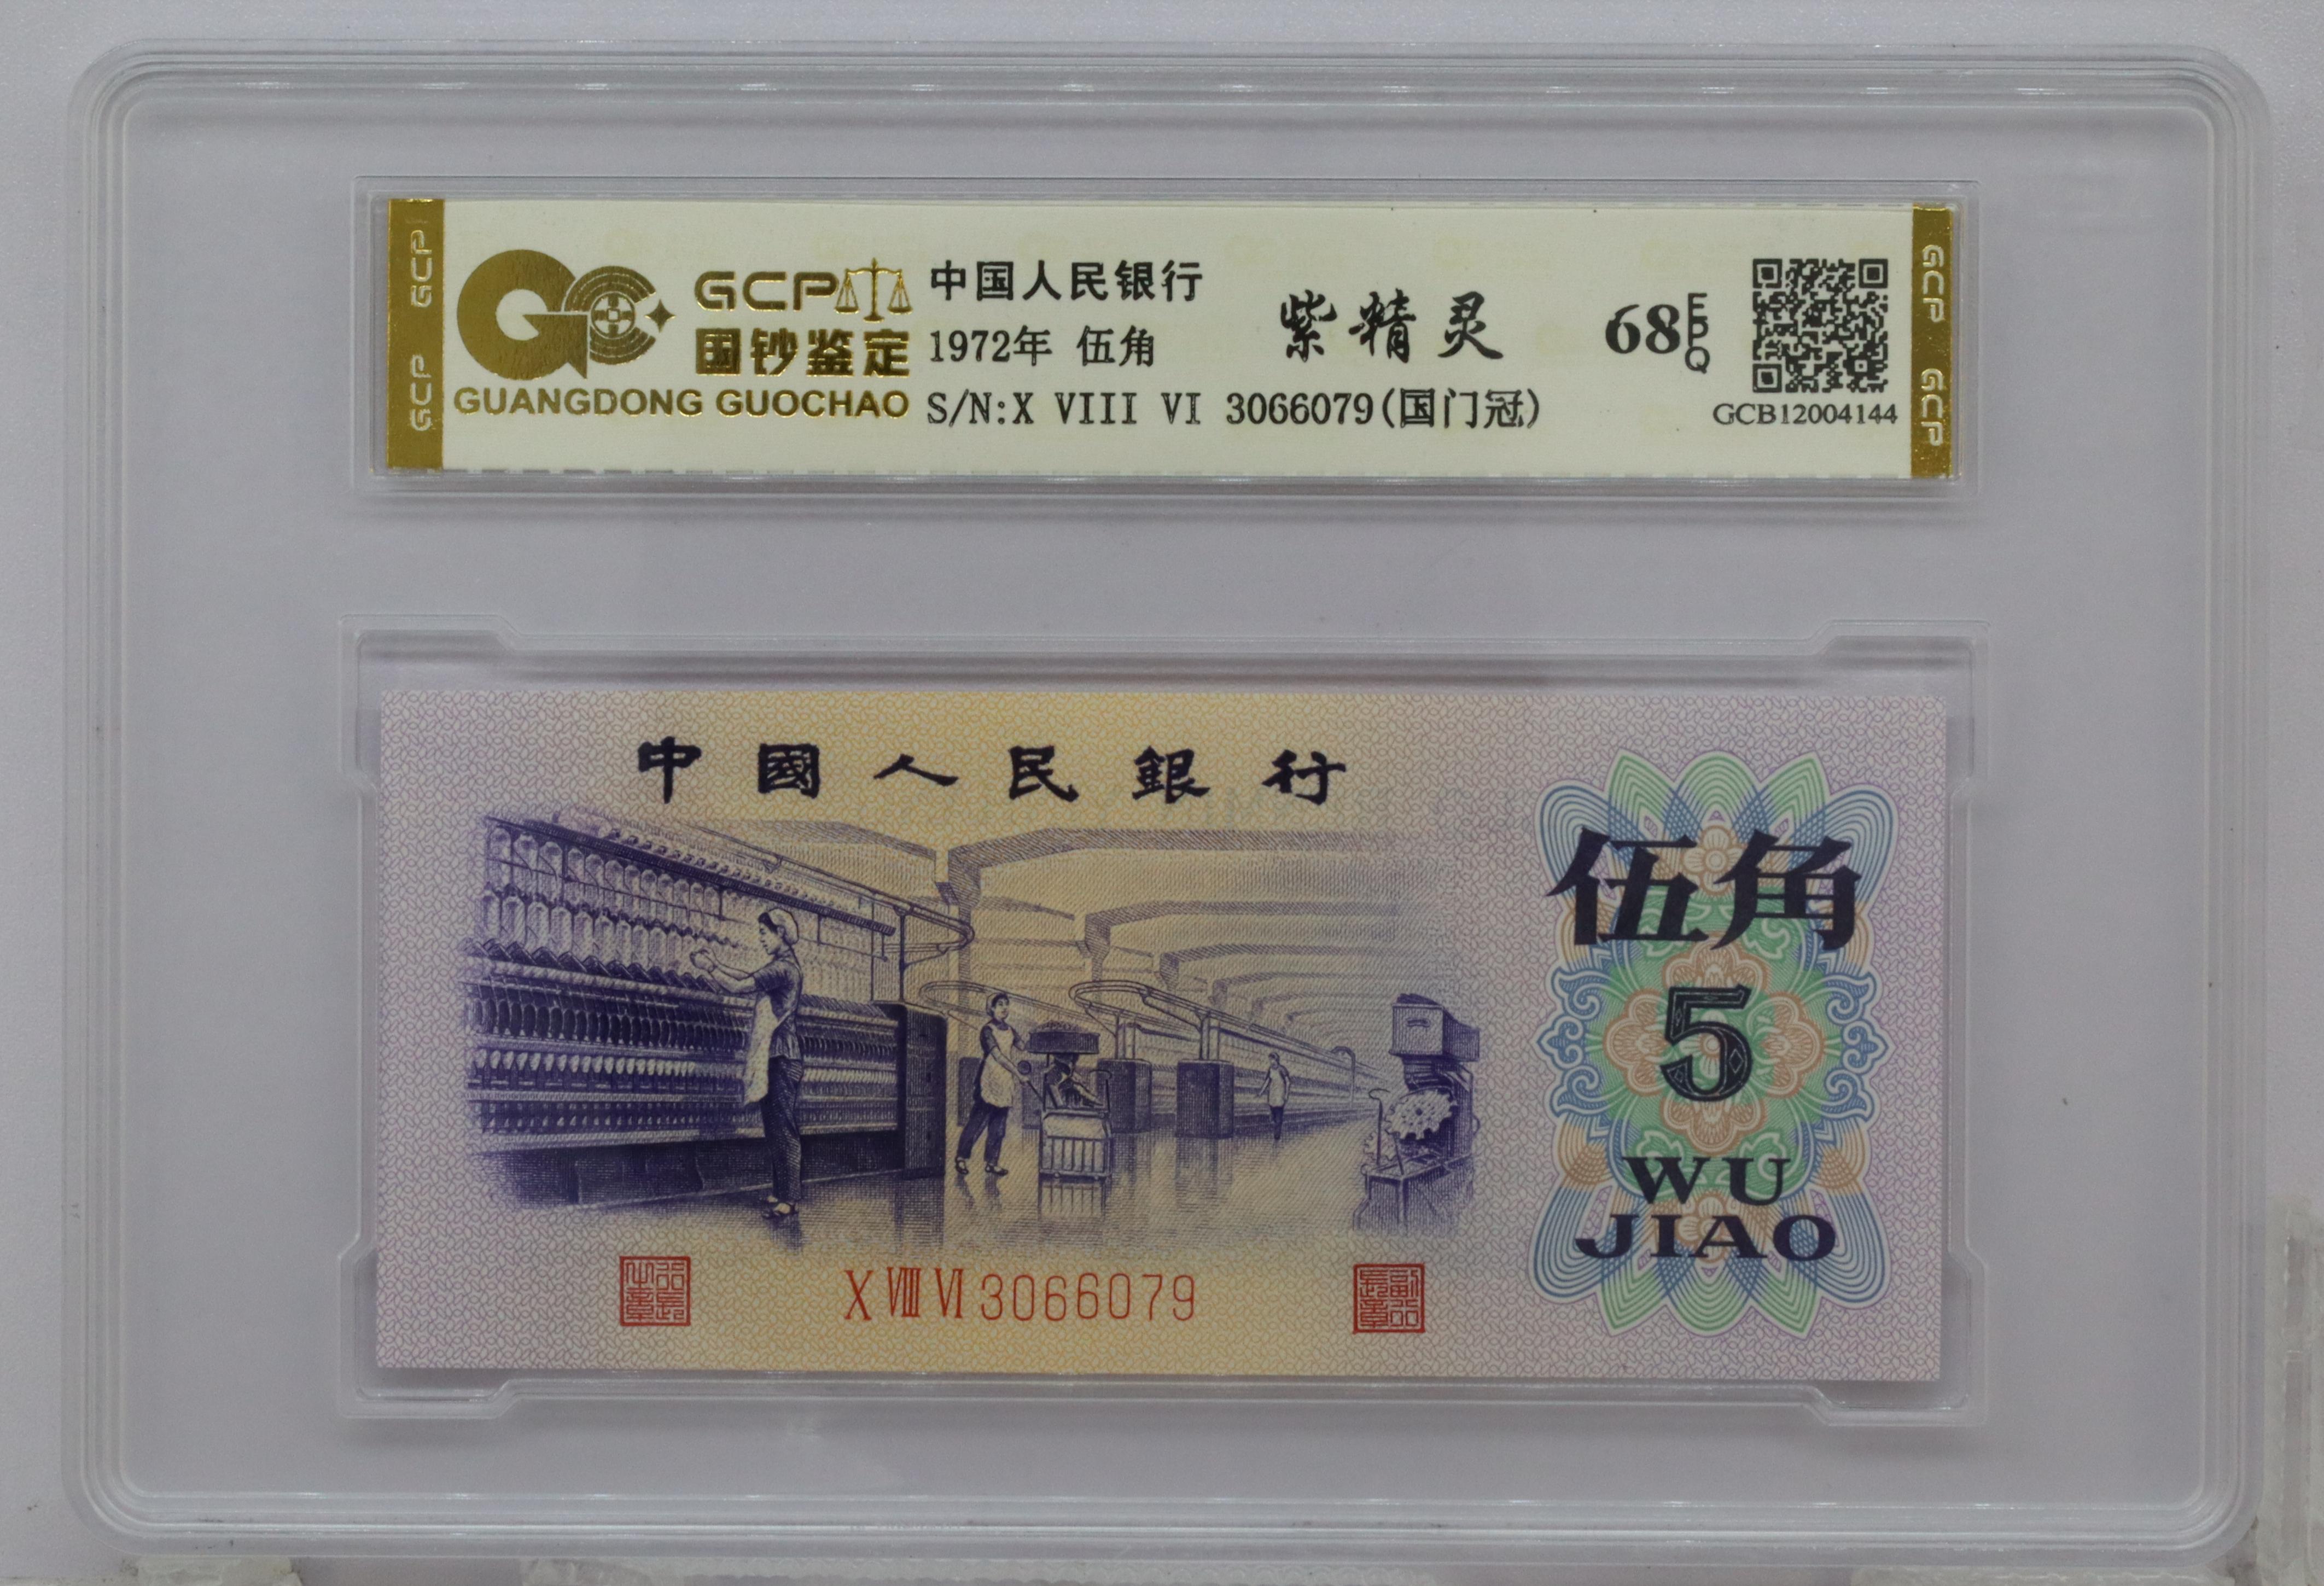 GCP GCP
GCP
国钞鉴定
GUANGDONG GUOCHAO
中国人民银行
1972年 伍角
S/N:X VIII VI 3066079(国门冠)
紫精灵
68 EPQ
GCB12004144
GCP GCP
中國人民銀行
伍角
5
WU
JIAO
X VIII VI 3066079